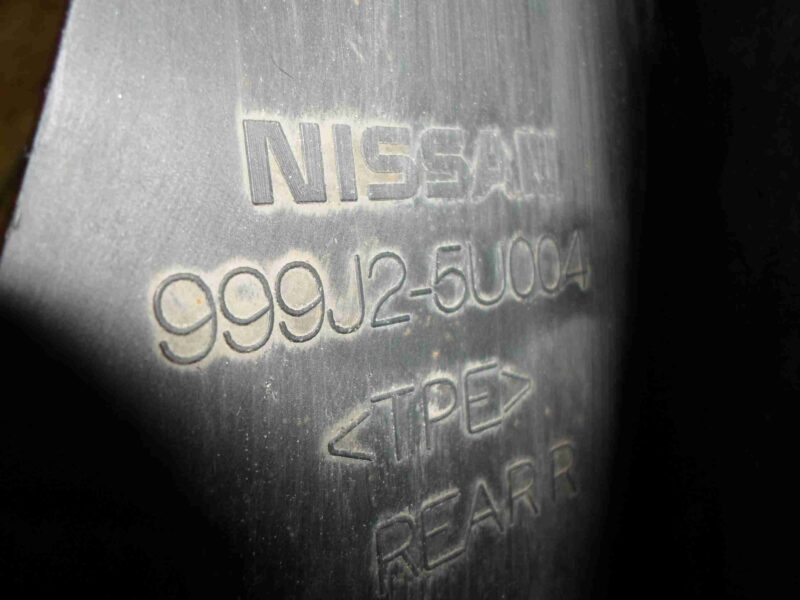 NISSAN
999J2-5U004
<TPE>
REAR R